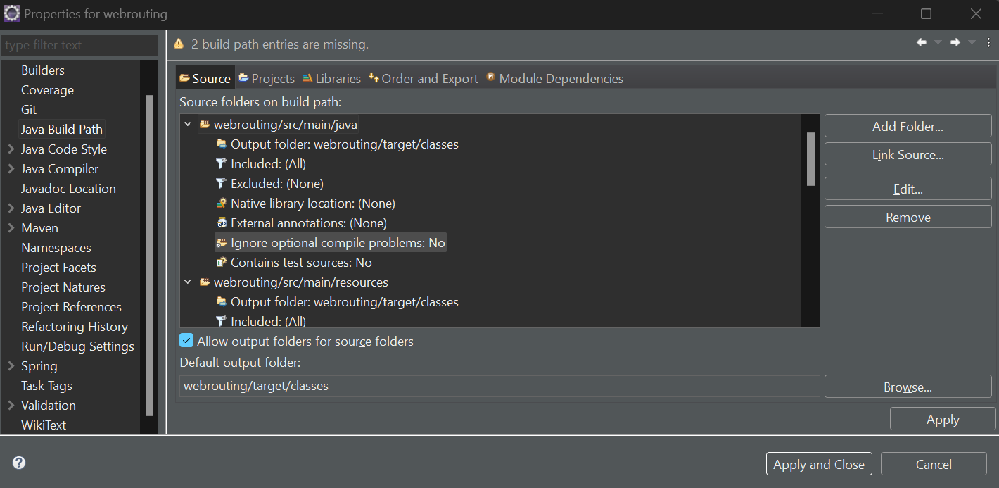 Properties for webrouting
type filter text
Builders
Coverage
Git
Java Build Path
Java Code Style
Java Compiler
Javadoc Location
Java Editor
Maven
Namespaces
Project Facets
Project Natures
Project References
Refactoring History
Run/Debug Settings
Spring
Task Tags
Validation
WikiText
2 build path entries are missing.
Source Projects Libraries Order and Export Module Dependencies
Source folders on build path:
webrouting/src/main/java
Output folder: webrouting/target/classes
Included: (All)
Excluded: (None)
Native library location: (None)
External annotations: (None)
Ignore optional compile problems: No
Contains test sources: No
webrouting/src/main/resources
Output folder: webrouting/target/classes
Included: (All)
Add Folder...
Link Source...
Edit...
Remove
Allow output folders for source folders
Default output folder:
webrouting/target/classes
Browse...
Apply
Apply and Close
Cancel